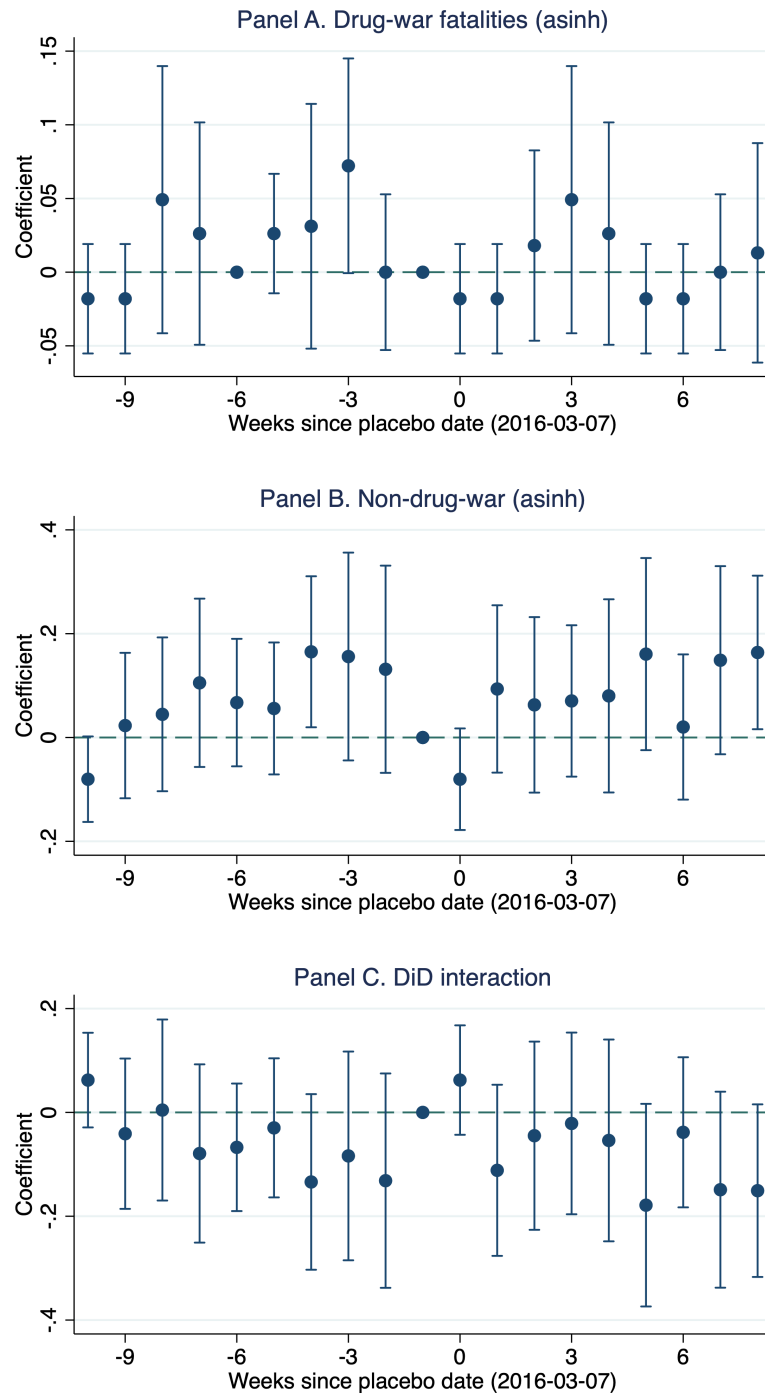 Panel A. Drug-war fatalities (asinh)
Coefficient
.15
.1
.05
0
-.05
-9 -6 -3 0 3 6
Weeks since placebo date (2016-03-07)
Panel B. Non-drug-war (asinh)
Coefficient
.4
.2
0
-.2
-9 -6 -3 0 3 6
Weeks since placebo date (2016-03-07)
Panel C. DiD interaction
Coefficient
.2
0
-.2
-.4
-9 -6 -3 0 3 6
Weeks since placebo date (2016-03-07)